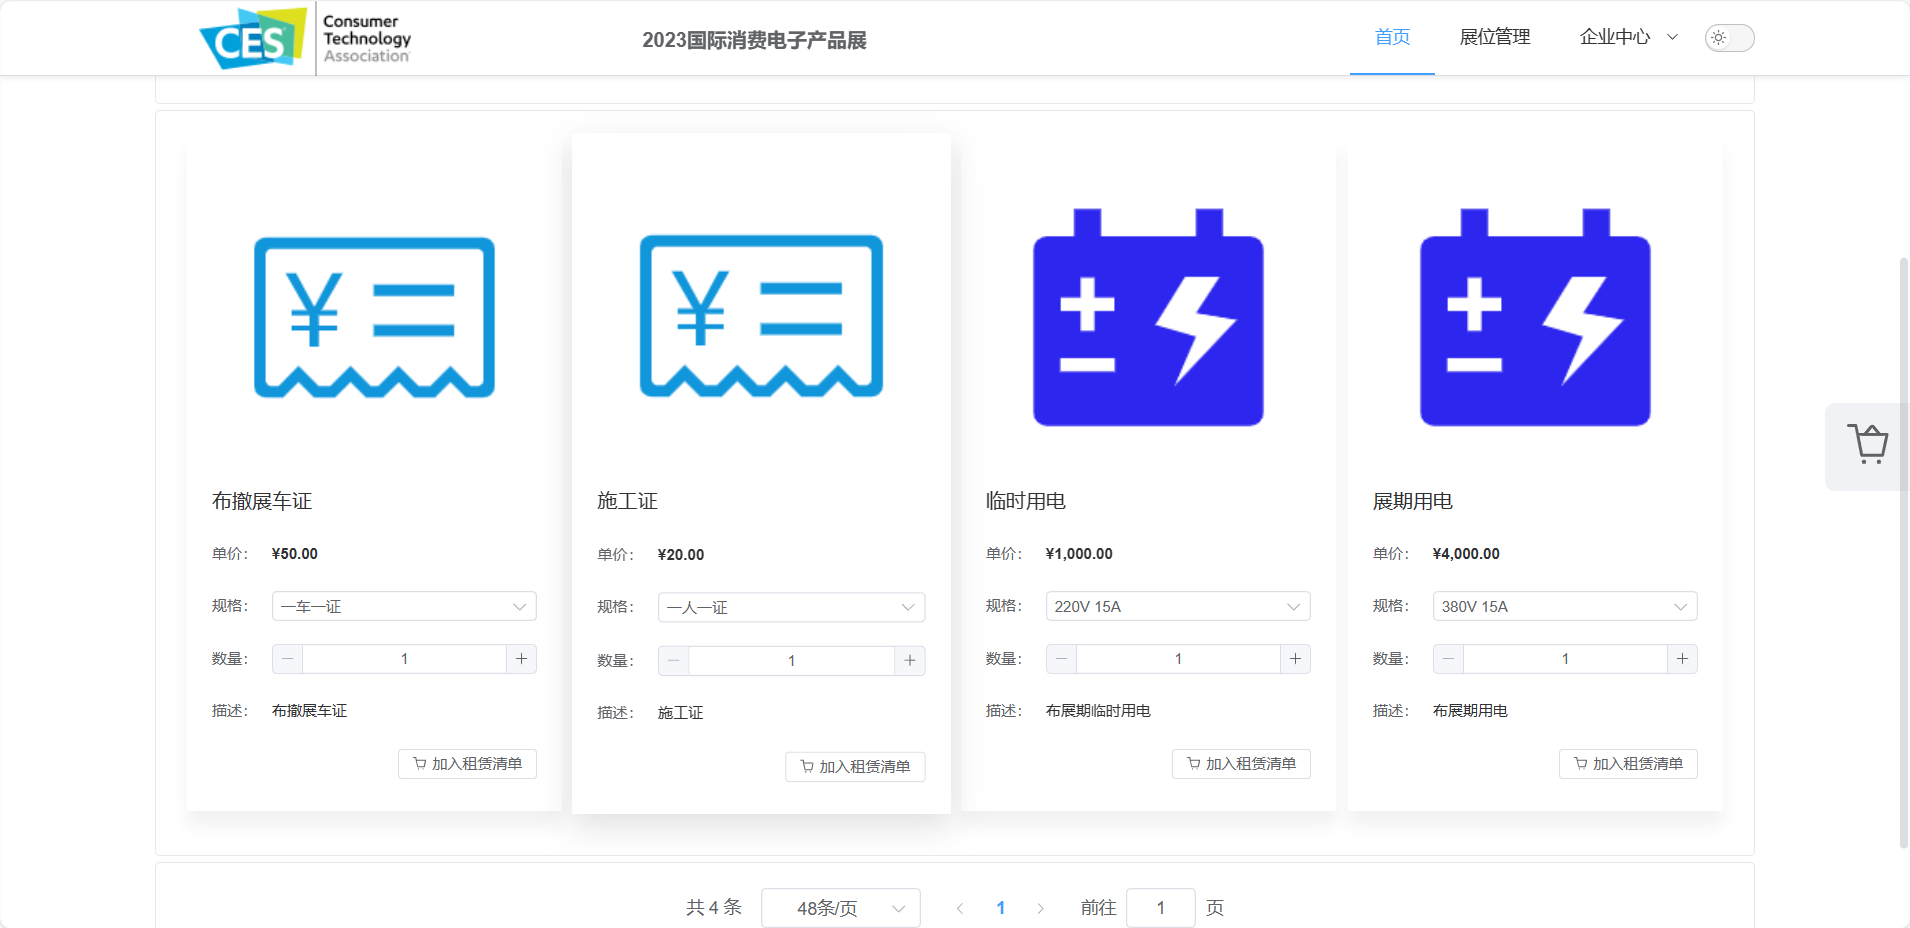 CES
Consumer
Technology
Association
2023国际消费电子产品展
首页
展位管理
企业中心
¥
¥
布撤展车证
单价： ¥50.00
规格： 一车一证
数量： 1
描述： 布撤展车证
加入租赁清单
施工证
单价： ¥20.00
规格： 一人一证
数量： 1
描述： 施工证
加入租赁清单
临时用电
单价： ¥1,000.00
规格： 220V 15A
数量： 1
描述： 布展期临时用电
加入租赁清单
展期用电
单价： ¥4,000.00
规格： 380V 15A
数量： 1
描述： 布展期用电
加入租赁清单
共 4 条 48条/页 1 前往 1 页